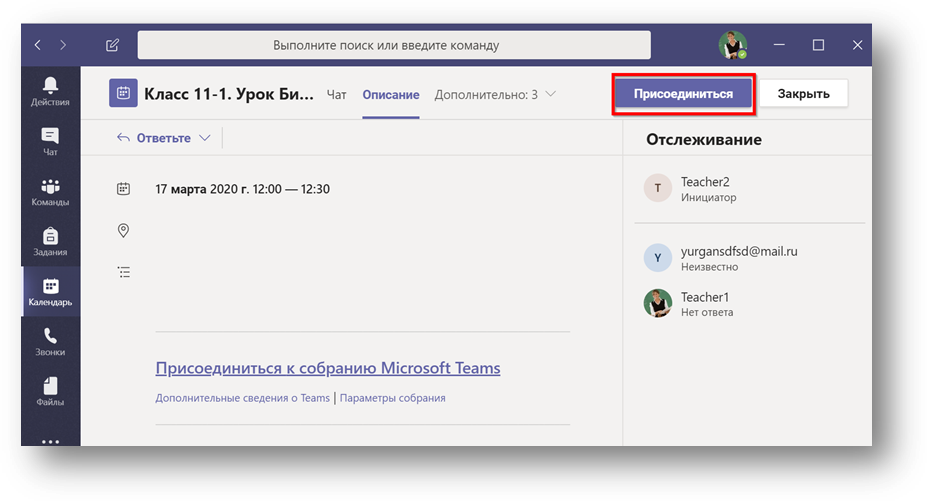 Выполните поиск или введите команду
Действия
Чат
Команды
Задания
Календарь
Звонки
Файлы
Класс 11-1. Урок Би...
Чат
Описание
Дополнительно: 3
Присоединиться
Закрыть
Ответьте
17 марта 2020 г. 12:00 — 12:30
Присоединиться к собранию Microsoft Teams
Дополнительные сведения о Teams | Параметры собрания
Отслеживание
T
Teacher2
Инициатор
Y
yurgansdfsd@mail.ru
Неизвестно
Teacher1
Нет ответа